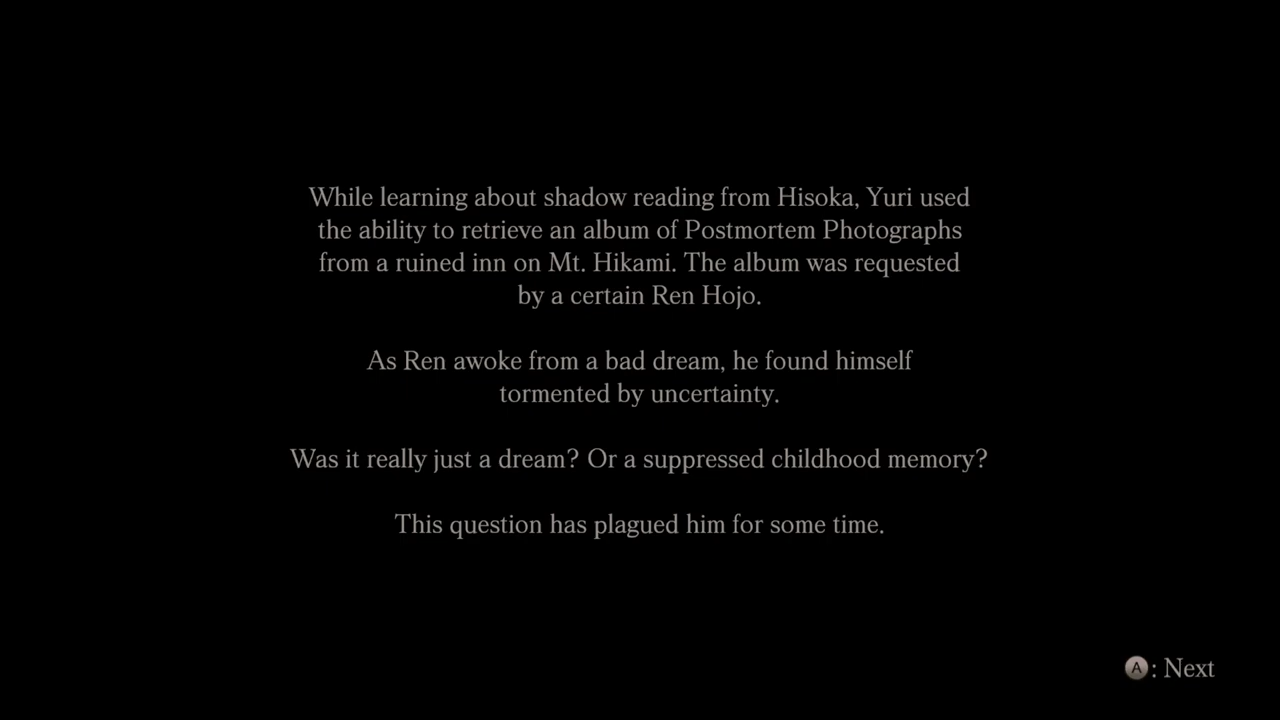 While learning about shadow reading from Hisoka, Yuri used
the ability to retrieve an album of Postmortem Photographs
from a ruined inn on Mt. Hikami. The album was requested
by a certain Ren Hojo.
As Ren awoke from a bad dream, he found himself
tormented by uncertainty.
Was it really just a dream? Or a suppressed childhood memory?
This question has plagued him for some time.
A: Next